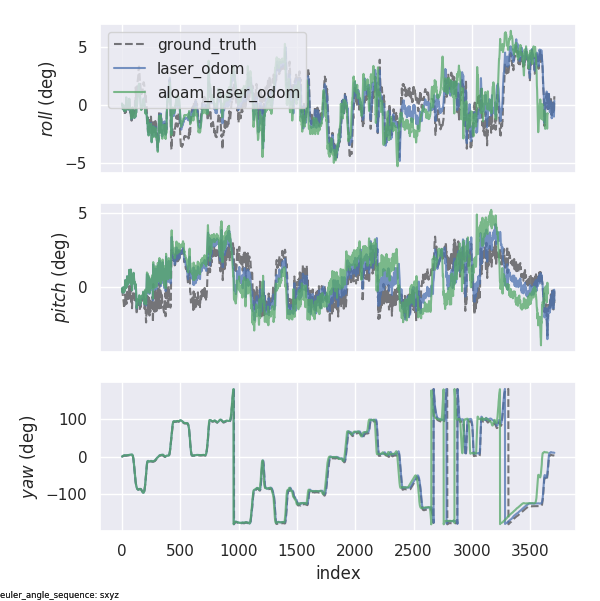 5
0
−5
roll (deg)
ground_truth
laser_odom
aloam_laser_odom
5
0
pitch (deg)
100
0
−100
yaw (deg)
0 500 1000 1500 2000 2500 3000 3500
index
euler_angle_sequence: sxyz